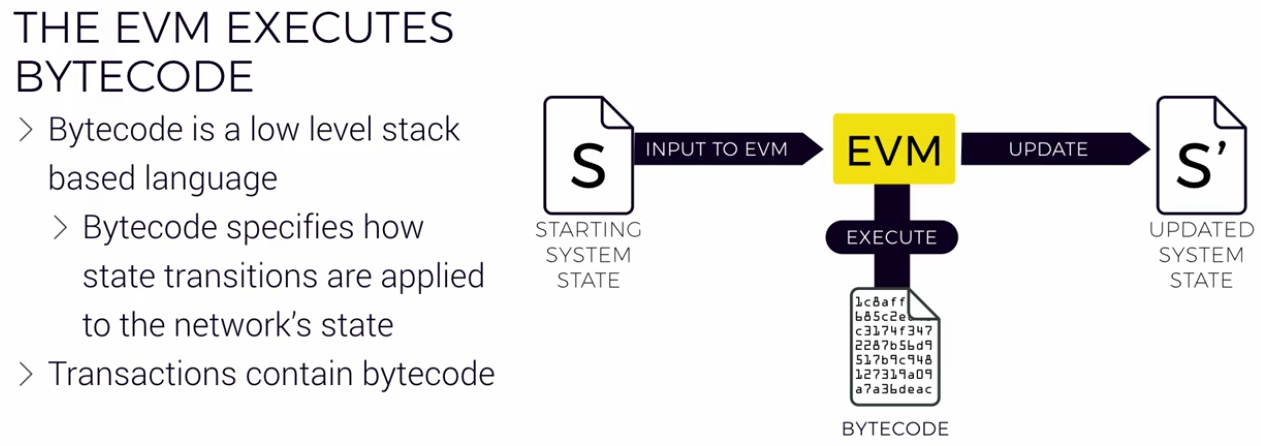 THE EVM EXECUTES
BYTECODE
> Bytecode is a low level stack
based language
> Bytecode specifies how
state transitions are applied
to the network's state
> Transactions contain bytecode
S
INPUT TO EVM
EVM
UPDATE
S'
STARTING
SYSTEM
STATE
EXECUTE
UPDATED
SYSTEM
STATE
1c8aff
b85c2e
c3174f347
2287b56d9
517b9c948
127319a09
a7a36deac
BYTECODE